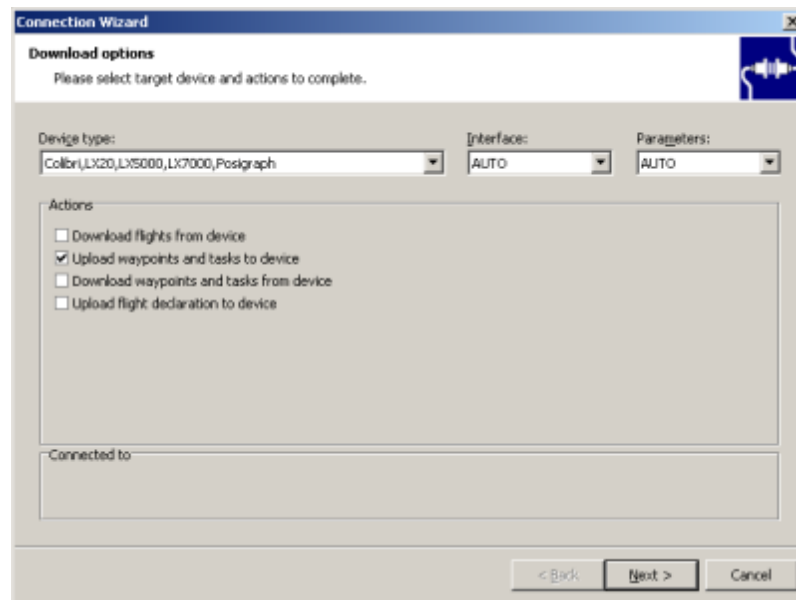 Connection Wizard
Download options
Please select target device and actions to complete.
Device type: Interface: Parameters:
Colibri,LX20,LX5000,LX7000,Posigraph AUTO AUTO
Actions
Download flights from device
Upload waypoints and tasks to device
Download waypoints and tasks from device
Upload flight declaration to device
Connected to
< Back Next > Cancel